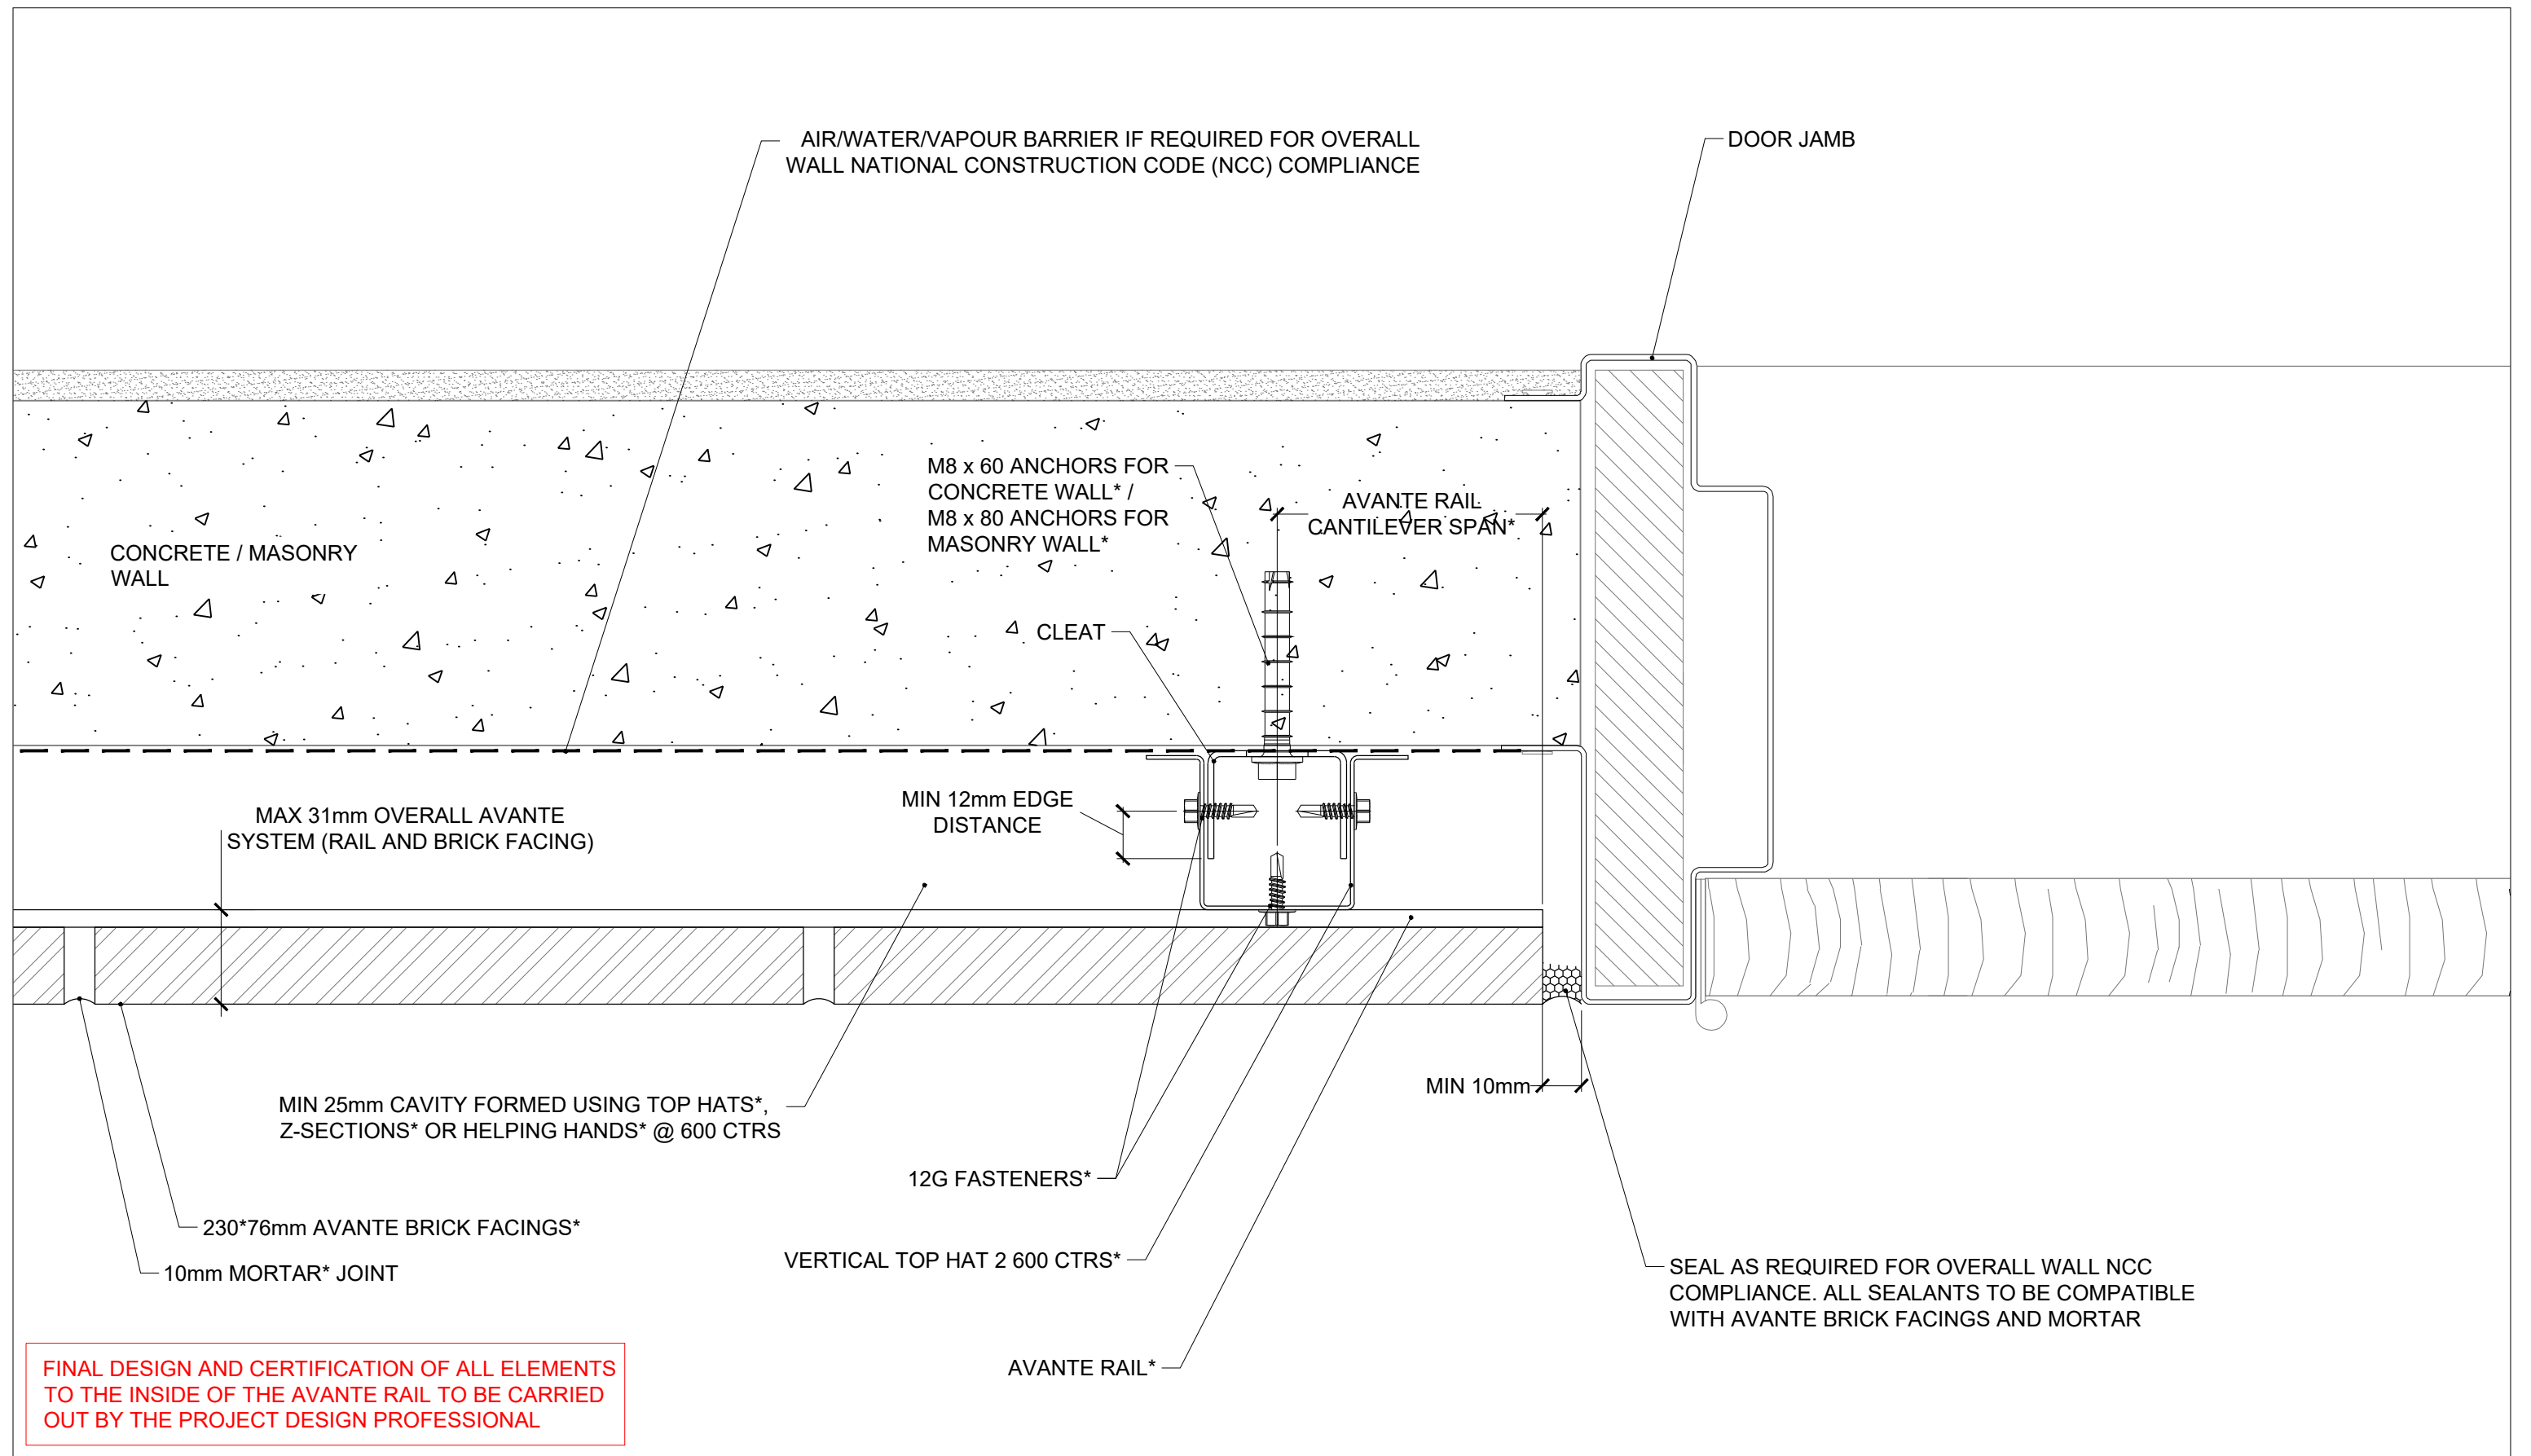 AIR/WATER/VAPOUR BARRIER IF REQUIRED FOR OVERALL
WALL NATIONAL CONSTRUCTION CODE (NCC) COMPLIANCE
DOOR JAMB
M8 x 60 ANCHORS FOR
CONCRETE WALL* /
M8 x 80 ANCHORS FOR
MASONRY WALL*
AVANTE RAIL
CANTILEVER SPAN*
CONCRETE / MASONRY
WALL
CLEAT
MIN 12mm EDGE
DISTANCE
MAX 31mm OVERALL AVANTE
SYSTEM (RAIL AND BRICK FACING)
MIN 10mm
MIN 25mm CAVITY FORMED USING TOP HATS*,
Z-SECTIONS* OR HELPING HANDS* @ 600 CTRS
12G FASTENERS*
230*76mm AVANTE BRICK FACINGS*
VERTICAL TOP HAT 2 600 CTRS*
10mm MORTAR* JOINT
SEAL AS REQUIRED FOR OVERALL WALL NCC
COMPLIANCE. ALL SEALANTS TO BE COMPATIBLE
WITH AVANTE BRICK FACINGS AND MORTAR
AVANTE RAIL*
FINAL DESIGN AND CERTIFICATION OF ALL ELEMENTS
TO THE INSIDE OF THE AVANTE RAIL TO BE CARRIED
OUT BY THE PROJECT DESIGN PROFESSIONAL